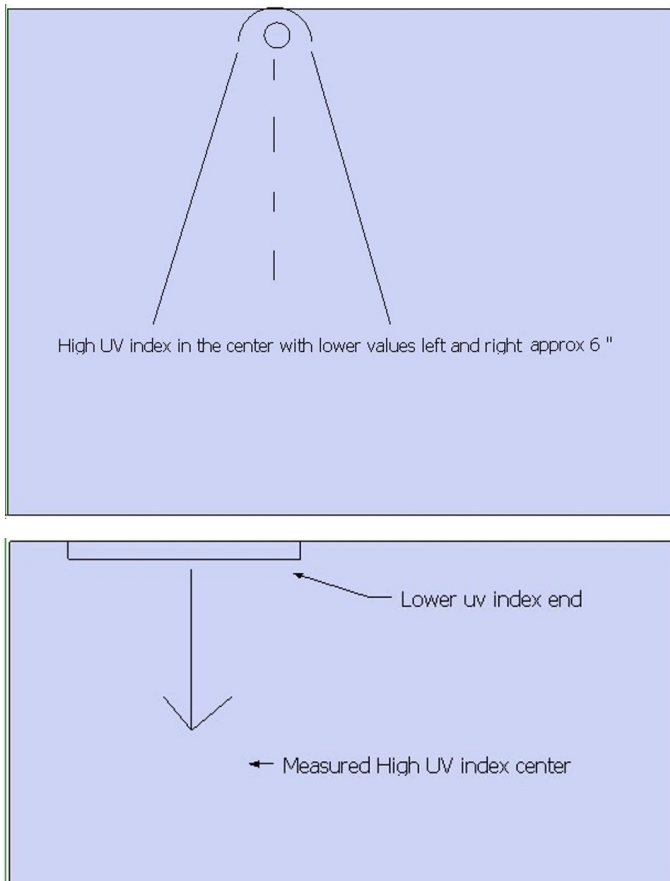 High UV index in the center with lower values left and right approx 6 "
Lower uv index end
Measured High UV index center